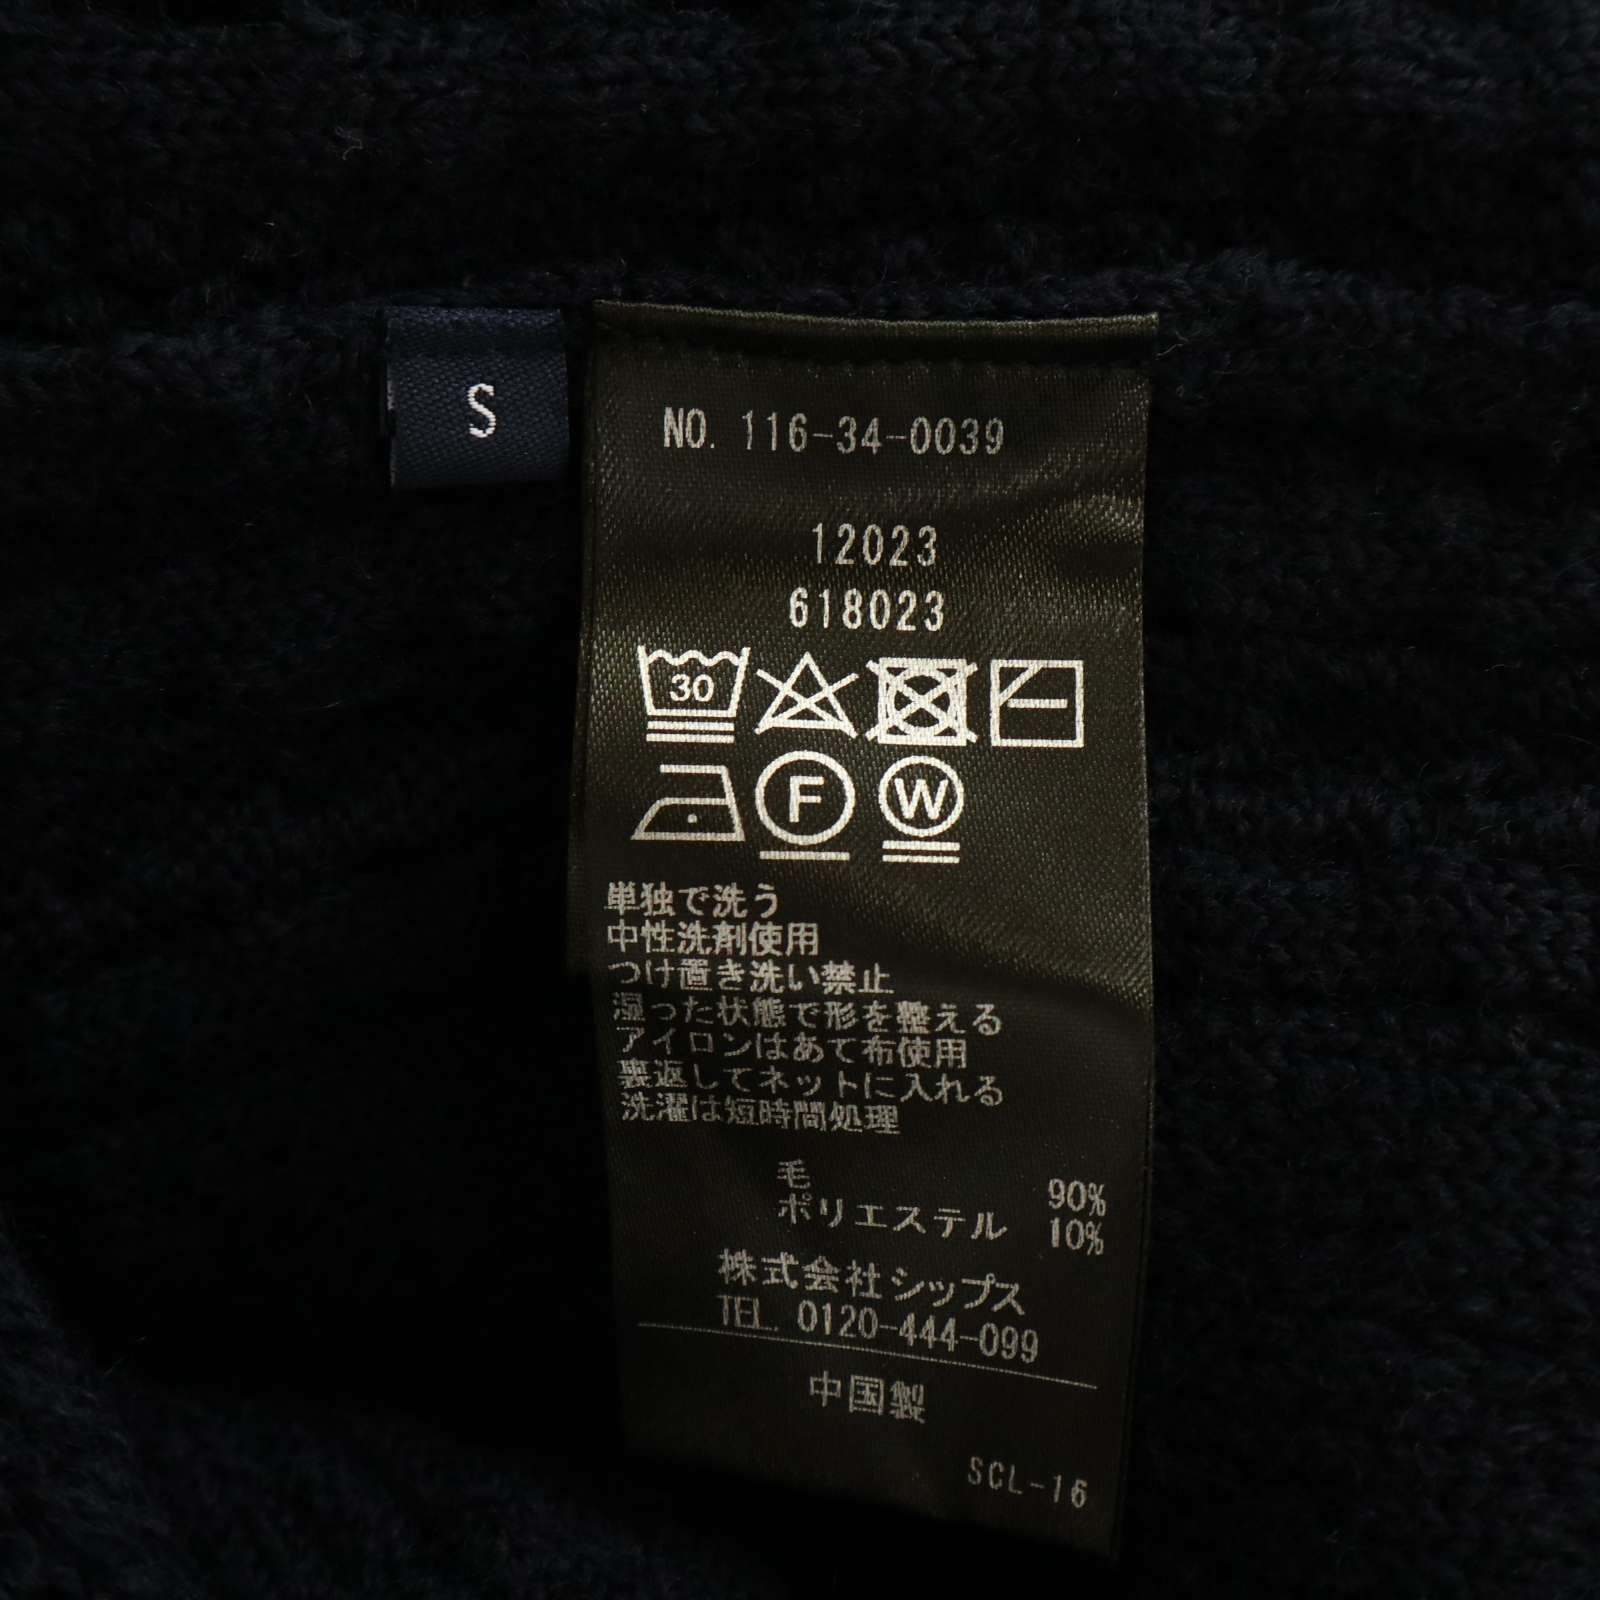 S
NO. 116-34-0039
12023
618023
30
F
W
単独で洗う
中性洗剤使用
つけ置き洗い禁止
湿った状態で形を整える
アイロンはあて布使用
裏返してネットに入れる
洗濯は短時間処理
毛 90%
ポリエステル 10%
株式会社シップス
TEL. 0120-444-099
中国製
SCL-16